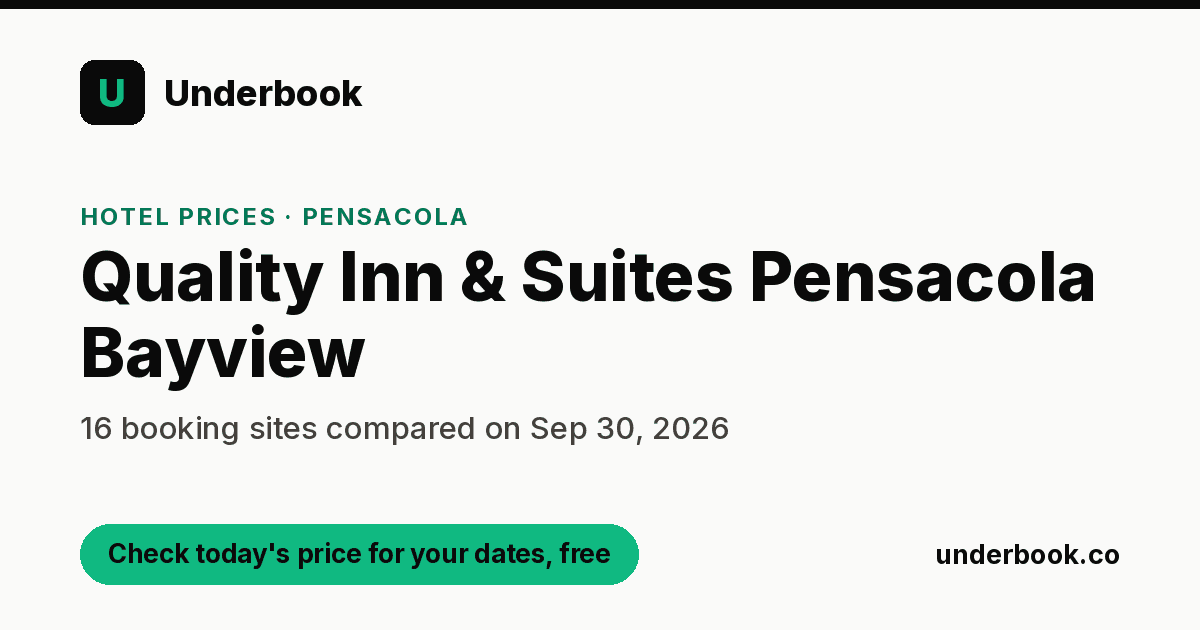 U Underbook
HOTEL PRICES · PENSACOLA
Quality Inn & Suites Pensacola
Bayview
16 booking sites compared on Sep 30, 2026
Check today's price for your dates, free
underbook.co